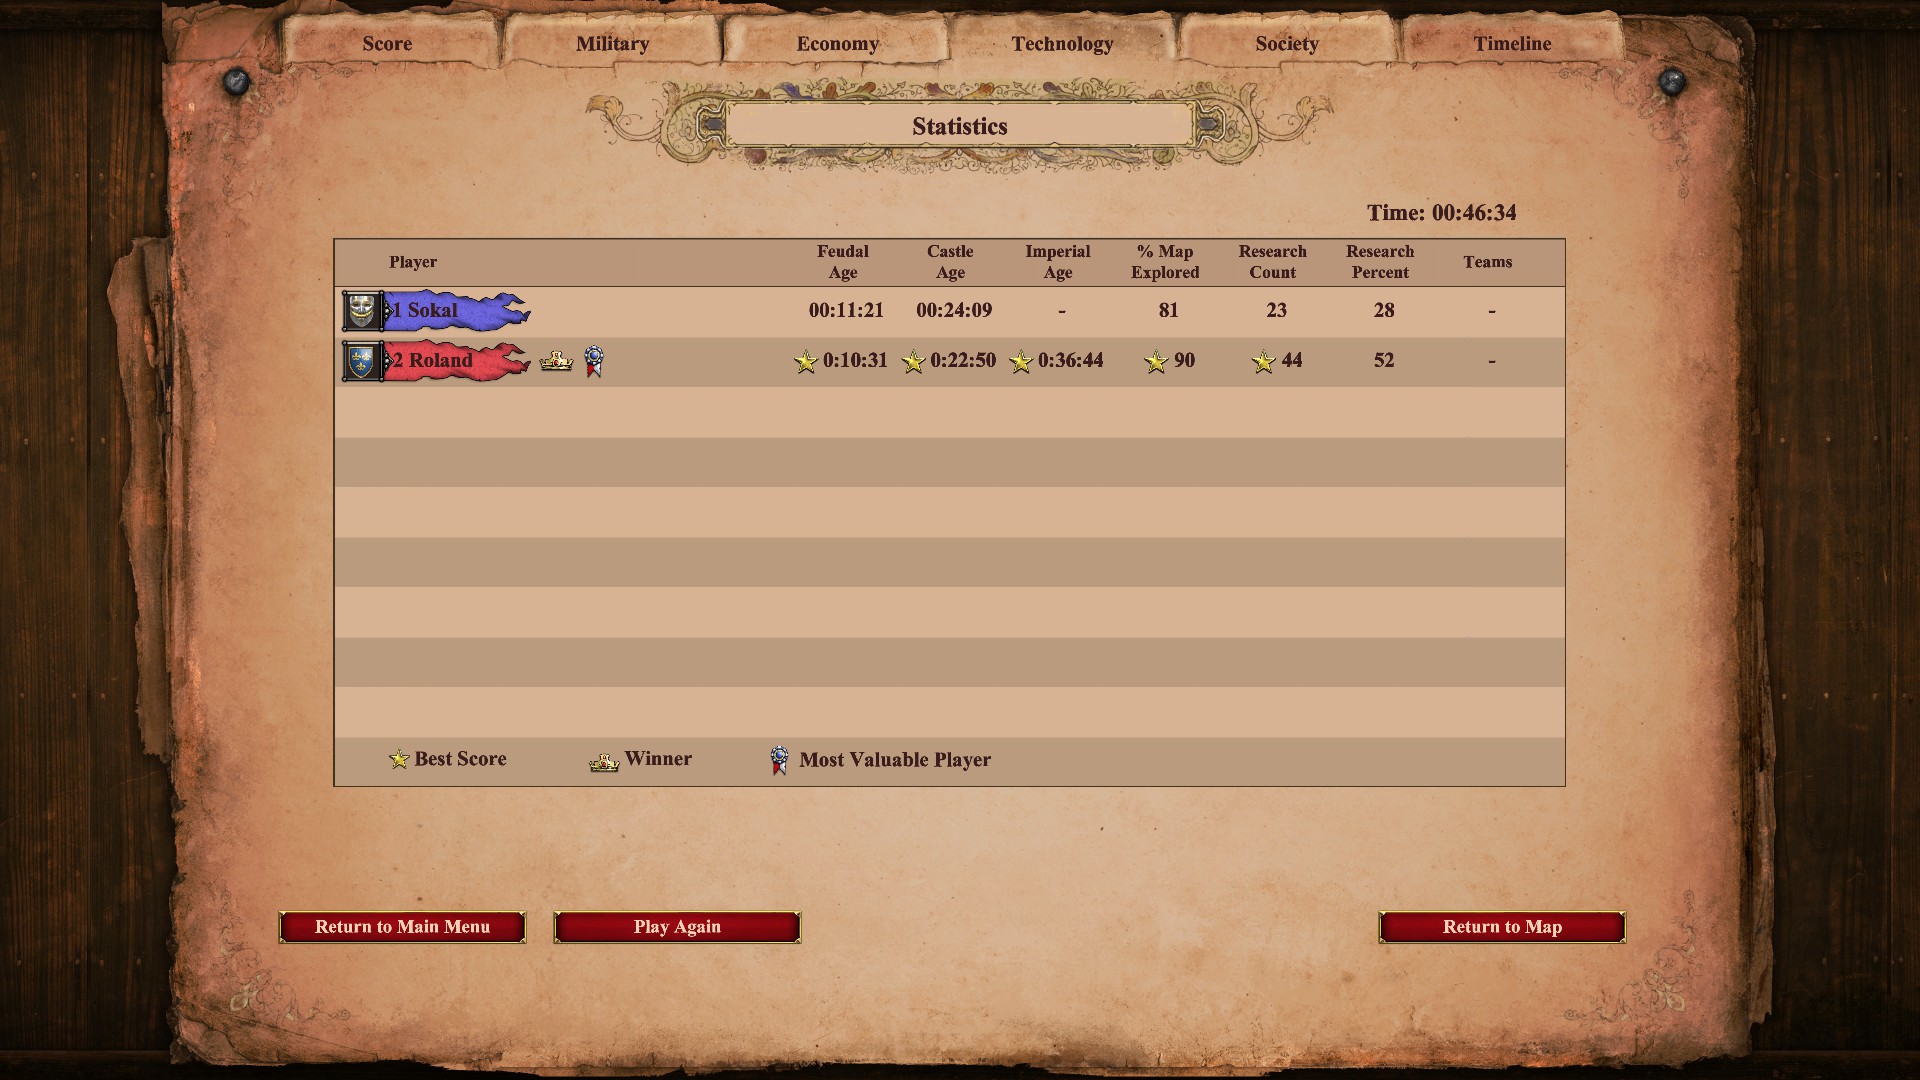 Score Military Economy Technology Society Timeline
Statistics
Time: 00:46:34
Player Feudal Age Castle Age Imperial Age % Map Explored Research Count Research Percent Teams
1 Sokal 00:11:21 00:24:09 - 81 23 28 -
2 Roland 0:10:31 0:22:50 0:36:44 90 44 52 -
Best Score Winner Most Valuable Player
Return to Main Menu Play Again Return to Map